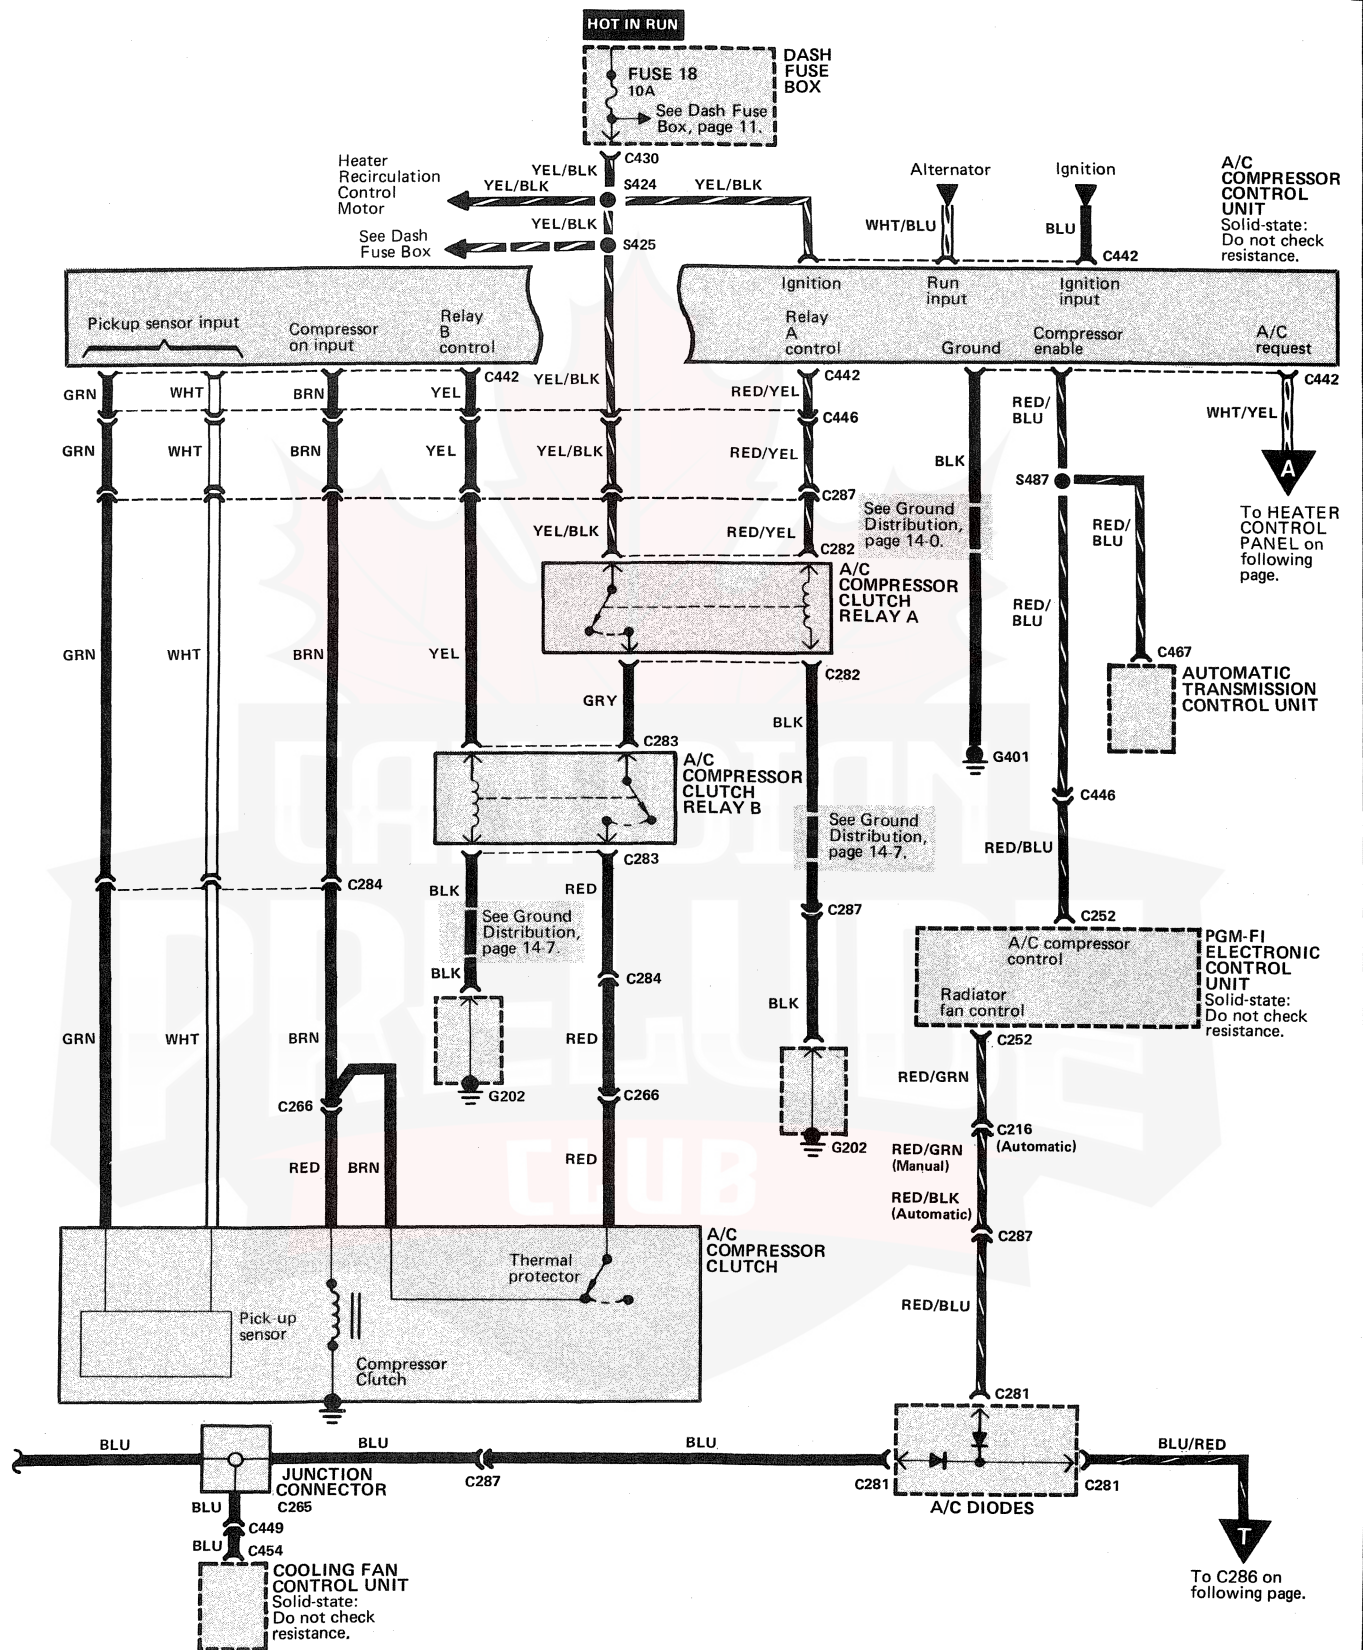 HOT IN RUN
DASH
FUSE
BOX
FUSE 18
10A
See Dash Fuse
Box, page 11.
C430
YEL/BLK
Heater
Recirculation
Control
Motor
YEL/BLK
S424
YEL/BLK
YEL/BLK
S425
See Dash
Fuse Box
Alternator
Ignition
WHT/BLU
BLU
C442
A/C
COMPRESSOR
CONTROL
UNIT
Solid-state:
Do not check
resistance.
Pickup sensor input
Compressor
on input
Relay
B
control
Ignition
Run
input
Ignition
input
Relay
A
control
Ground
Compressor
enable
A/C
request
GRN
WHT
BRN
YEL
C442
YEL/BLK
RED/YEL
C442
C446
RED/
BLU
C442
WHT/YEL
GRN
WHT
BRN
YEL
YEL/BLK
RED/YEL
BLK
S487
A
C287
See Ground
Distribution,
page 14-0.
RED/
BLU
To HEATER
CONTROL
PANEL on
following
page.
YEL/BLK
RED/YEL
C282
A/C
COMPRESSOR
CLUTCH
RELAY A
RED/
BLU
GRN
WHT
BRN
YEL
C282
C467
AUTOMATIC
TRANSMISSION
CONTROL UNIT
GRY
BLK
C283
A/C
COMPRESSOR
CLUTCH
RELAY B
G401
C446
See Ground
Distribution,
page 14-7.
RED/BLU
C283
C284
BLK
RED
See Ground
Distribution,
page 14-7.
C287
C252
BLK
C284
PGM-FI
ELECTRONIC
CONTROL
UNIT
Solid-state:
Do not check
resistance.
A/C compressor
control
Radiator
fan control
BLK
GRN
WHT
BRN
RED
C252
RED/GRN
G202
C266
C266
C216
(Automatic)
G202
RED/GRN
(Manual)
RED
BRN
RED
RED/BLK
(Automatic)
C287
A/C
COMPRESSOR
CLUTCH
Thermal
protector
Pick-up
sensor
RED/BLU
Compressor
Clutch
C281
BLU
BLU
BLU
BLU/RED
JUNCTION
CONNECTOR
C265
C287
C281
C281
A/C DIODES
BLU
C449
BLU
C454
T
COOLING FAN
CONTROL UNIT
Solid-state:
Do not check
resistance.
To C286 on
following page.
CANADIAN
PRELUDE
CLUB